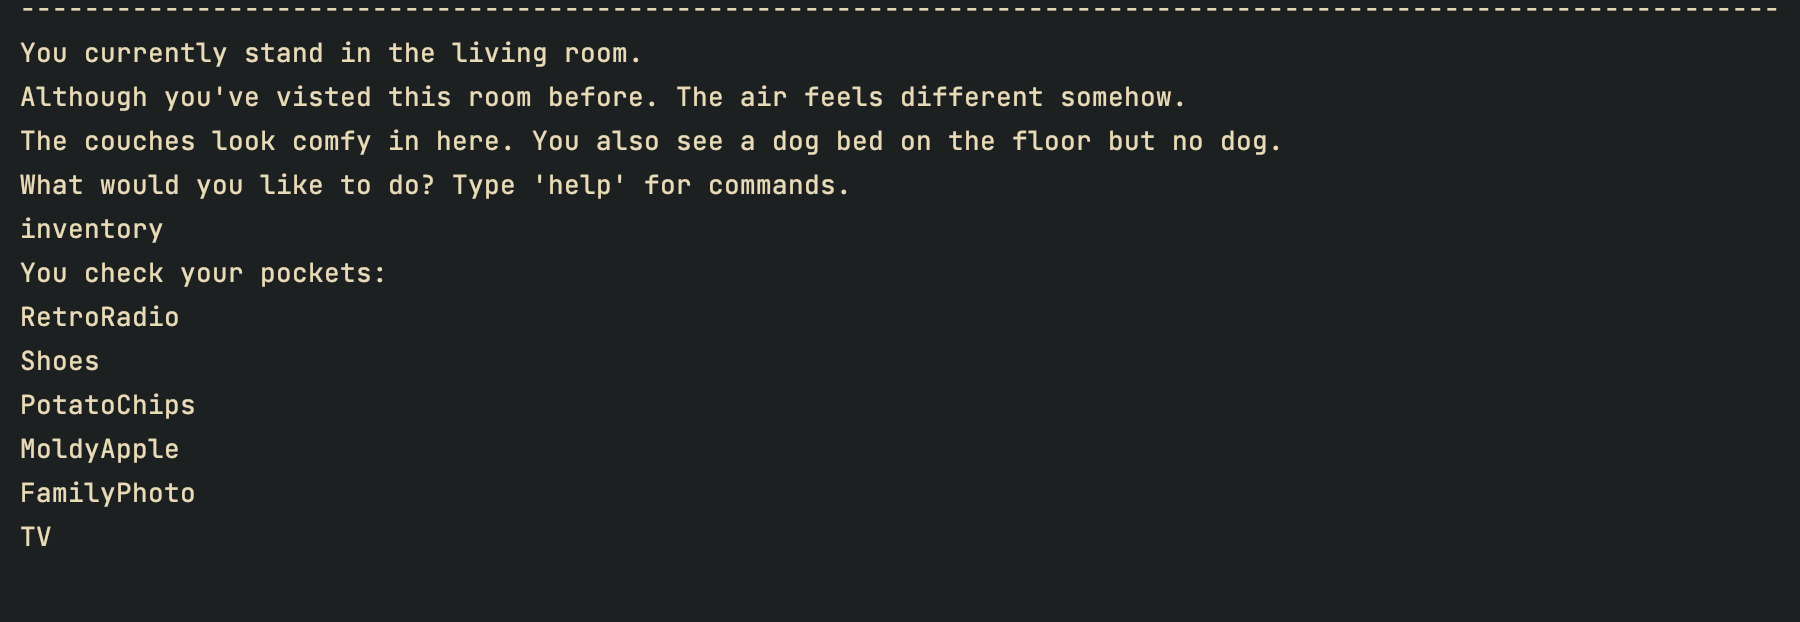 You currently stand in the living room.
Although you've visted this room before. The air feels different somehow.
The couches look comfy in here. You also see a dog bed on the floor but no dog.
What would you like to do? Type 'help' for commands.
inventory
You check your pockets:
RetroRadio
Shoes
PotatoChips
MoldyApple
FamilyPhoto
TV